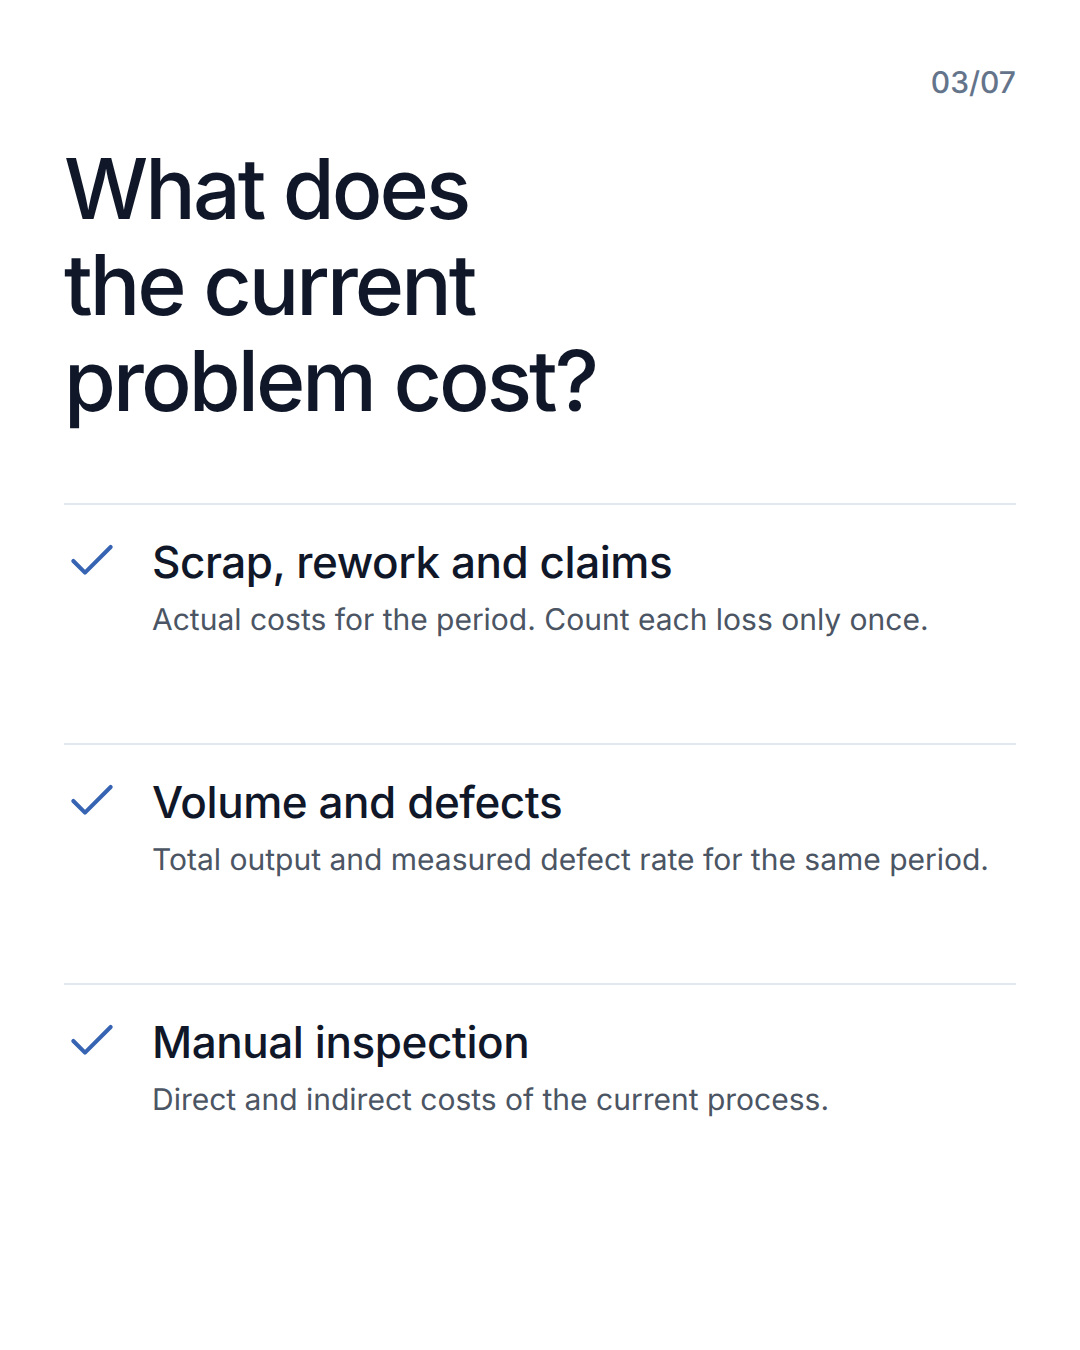 03/07
What does
the current
problem cost?
Scrap, rework and claims
Actual costs for the period. Count each loss only once.
Volume and defects
Total output and measured defect rate for the same period.
Manual inspection
Direct and indirect costs of the current process.